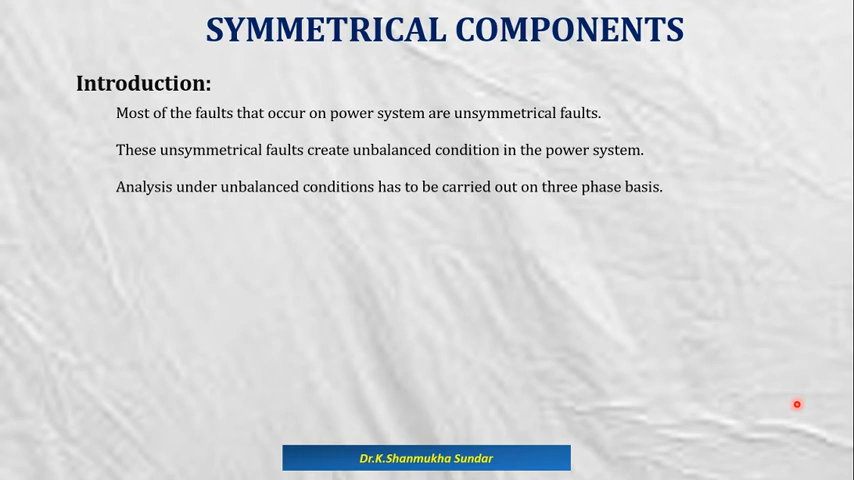 SYMMETRICAL COMPONENTS
Introduction:
Most of the faults that occur on power system are unsymmetrical faults.
These unsymmetrical faults create unbalanced condition in the power system.
Analysis under unbalanced conditions has to be carried out on three phase basis.
Dr.K.Shanmukha Sundar